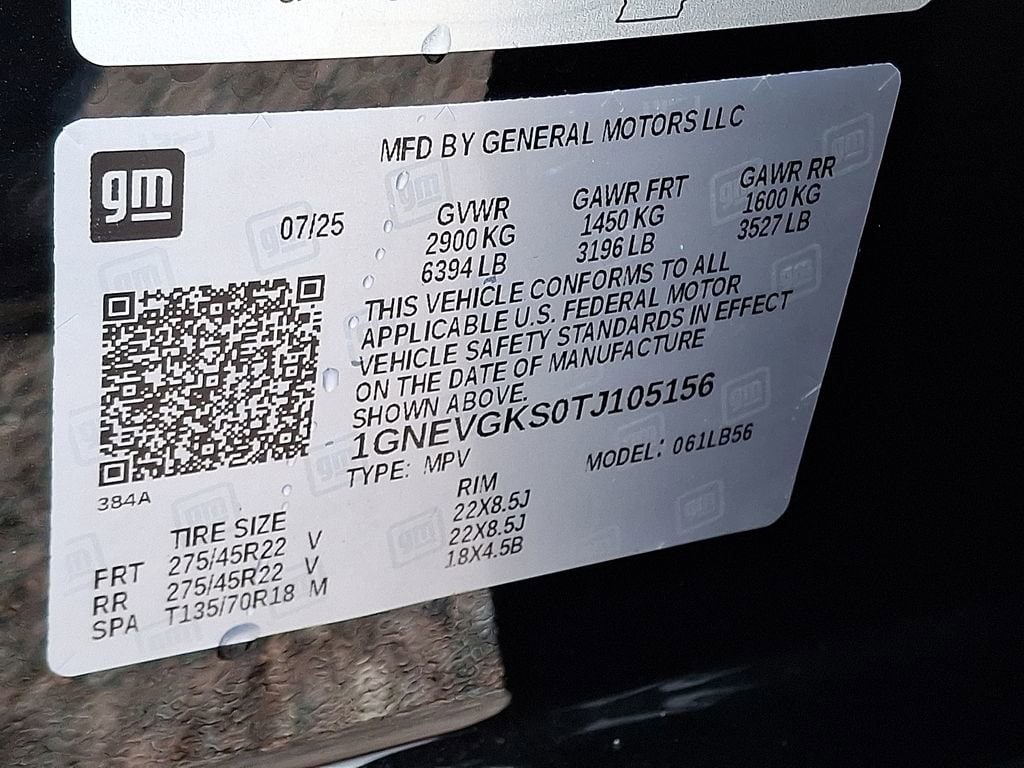 MFD BY GENERAL MOTORS LLC
gm
07/25
GVWR GAWR FRT GAWR RR
2900 KG 1450 KG 1600 KG
6394 LB 3196 LB 3527 LB
THIS VEHICLE CONFORMS TO ALL
APPLICABLE U.S. FEDERAL MOTOR
VEHICLE SAFETY STANDARDS IN EFFECT
ON THE DATE OF MANUFACTURE
SHOWN ABOVE.
1GNEVGKS0TJ105156
TYPE: MPV MODEL: 061LB56
384A
TIRE SIZE RIM
FRT 275/45R22 V 22X8.5J
RR 275/45R22 V 22X8.5J
SPA T135/70R18 M 18X4.5B